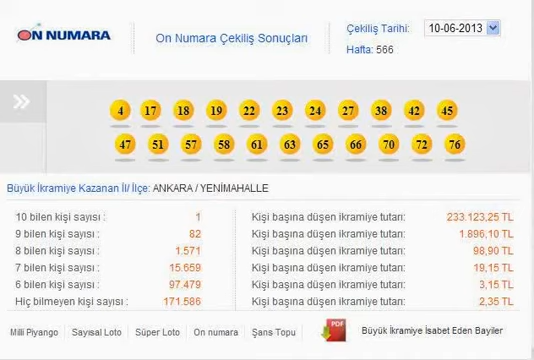 ON NUMARA
On Numara Çekiliş Sonuçları
Çekiliş Tarihi: 10-06-2013
Hafta: 566
4 17 18 19 22 23 24 27 38 42 45
47 51 57 58 61 63 65 66 70 72 76
Büyük İkramiye Kazanan İl/ İlçe: ANKARA / YENİMAHALLE
10 bilen kişi sayısı : 1 Kişi başına düşen ikramiye tutarı: 233.123,25 TL
9 bilen kişi sayısı : 82 Kişi başına düşen ikramiye tutarı: 1.896,10 TL
8 bilen kişi sayısı : 1.571 Kişi başına düşen ikramiye tutarı: 98,90 TL
7 bilen kişi sayısı : 15.659 Kişi başına düşen ikramiye tutarı: 19,15 TL
6 bilen kişi sayısı : 97.479 Kişi başına düşen ikramiye tutarı: 3,15 TL
Hiç bilmeyen kişi sayısı : 171.586 Kişi başına düşen ikramiye tutarı: 2,35 TL
Milli Piyango Sayısal Loto Süper Loto On numara Şans Topu PDF Büyük İkramiye İsabet Eden Bayiler